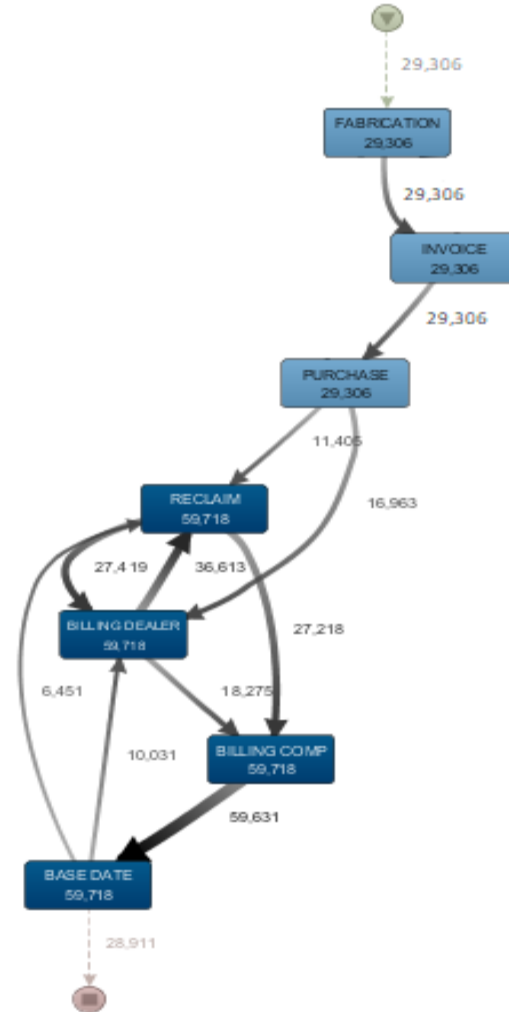 29,306
FABRICATION
29,306
29,306
INVOICE
29,306
29,306
PURCHASE
29,306
11,405
16,963
RECLAIM
59,718
27,419
36,613
BILLING DEALER
59,718
27,218
6,451
18,275
10,031
BILLING COMP
59,718
59,631
BASE DATE
59,718
28,911